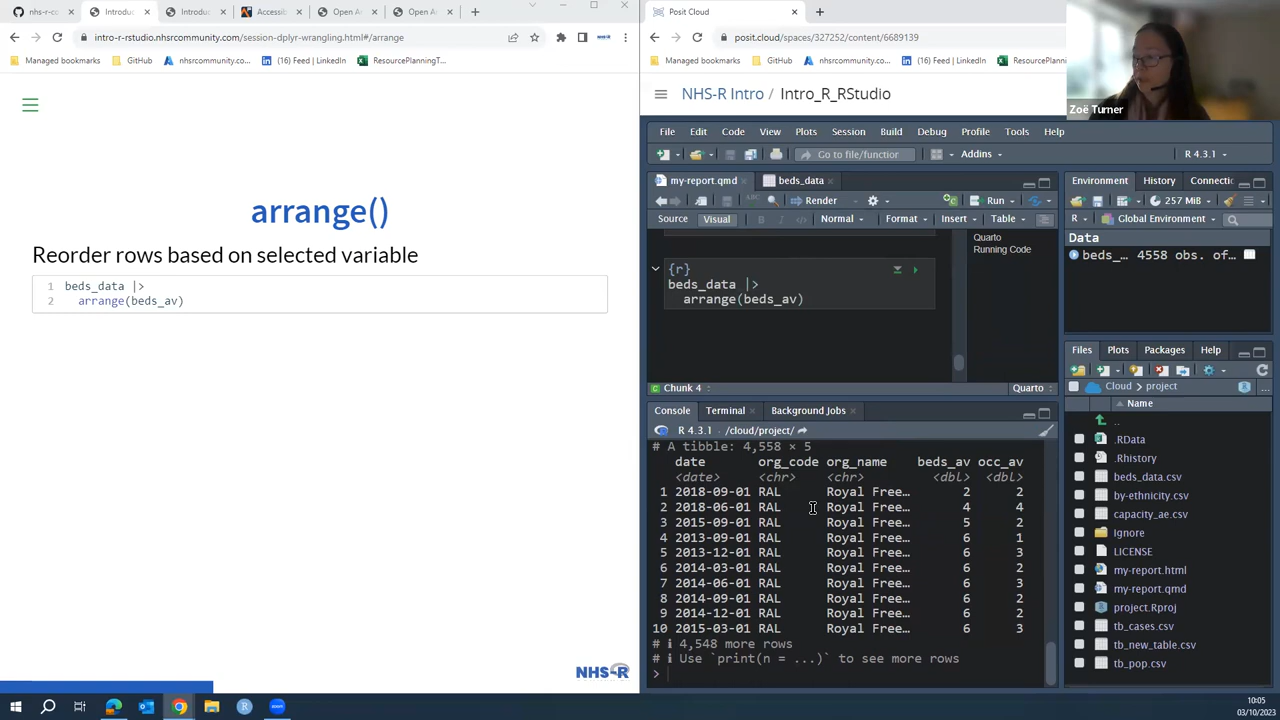 nhs-r-co
Introduc
Introduc
Accessib
Open Ar
Open Ar
Posit Cloud
intro-r-rstudio.nhsrcommunity.com/session-dplyr-wrangling.html#/arrange
posit.cloud/spaces/327252/content/6689139
Managed bookmarks
GitHub
nhsrcommunity.co...
(16) Feed | LinkedIn
ResourcePlanningT...
Managed bookmarks
GitHub
nhsrcommunity.co...
(16) Feed | LinkedIn
Resour
Zoë Turner
NHS-R Intro / Intro_R_RStudio
arrange()
Reorder rows based on selected variable
1 beds_data |>
2 arrange(beds_av)
NHS-R
File Edit Code View Plots Session Build Debug Profile Tools Help
Go to file/function
Addins
R 4.3.1
my-report.qmd
beds_data
Render
Run
Source Visual
Normal Format Insert Table
Quarto
Running Code
{r}
beds_data |>
arrange(beds_av)
Chunk 4
Quarto
Console Terminal Background Jobs
R 4.3.1 · /cloud/project/
# A tibble: 4,558 × 5
date org_code org_name beds_av occ_av
<date> <chr> <chr> <dbl> <dbl>
1 2018-09-01 RAL Royal Free… 2 2
2 2018-06-01 RAL Royal Free… 4 4
3 2015-09-01 RAL Royal Free… 5 2
4 2013-09-01 RAL Royal Free… 6 1
5 2013-12-01 RAL Royal Free… 6 3
6 2014-03-01 RAL Royal Free… 6 2
7 2014-06-01 RAL Royal Free… 6 3
8 2014-09-01 RAL Royal Free… 6 2
9 2014-12-01 RAL Royal Free… 6 2
10 2015-03-01 RAL Royal Free… 6 3
# ℹ 4,548 more rows
# ℹ Use `print(n = ...)` to see more rows
>
Environment History Connecti
257 MiB
R Global Environment
Data
beds_… 4558 obs. of…
Files Plots Packages Help
Cloud > project
Name
..
.RData
.Rhistory
beds_data.csv
by-ethnicity.csv
capacity_ae.csv
Ignore
LICENSE
my-report.html
my-report.qmd
project.Rproj
tb_cases.csv
tb_new_table.csv
tb_pop.csv
10:05
03/10/2023